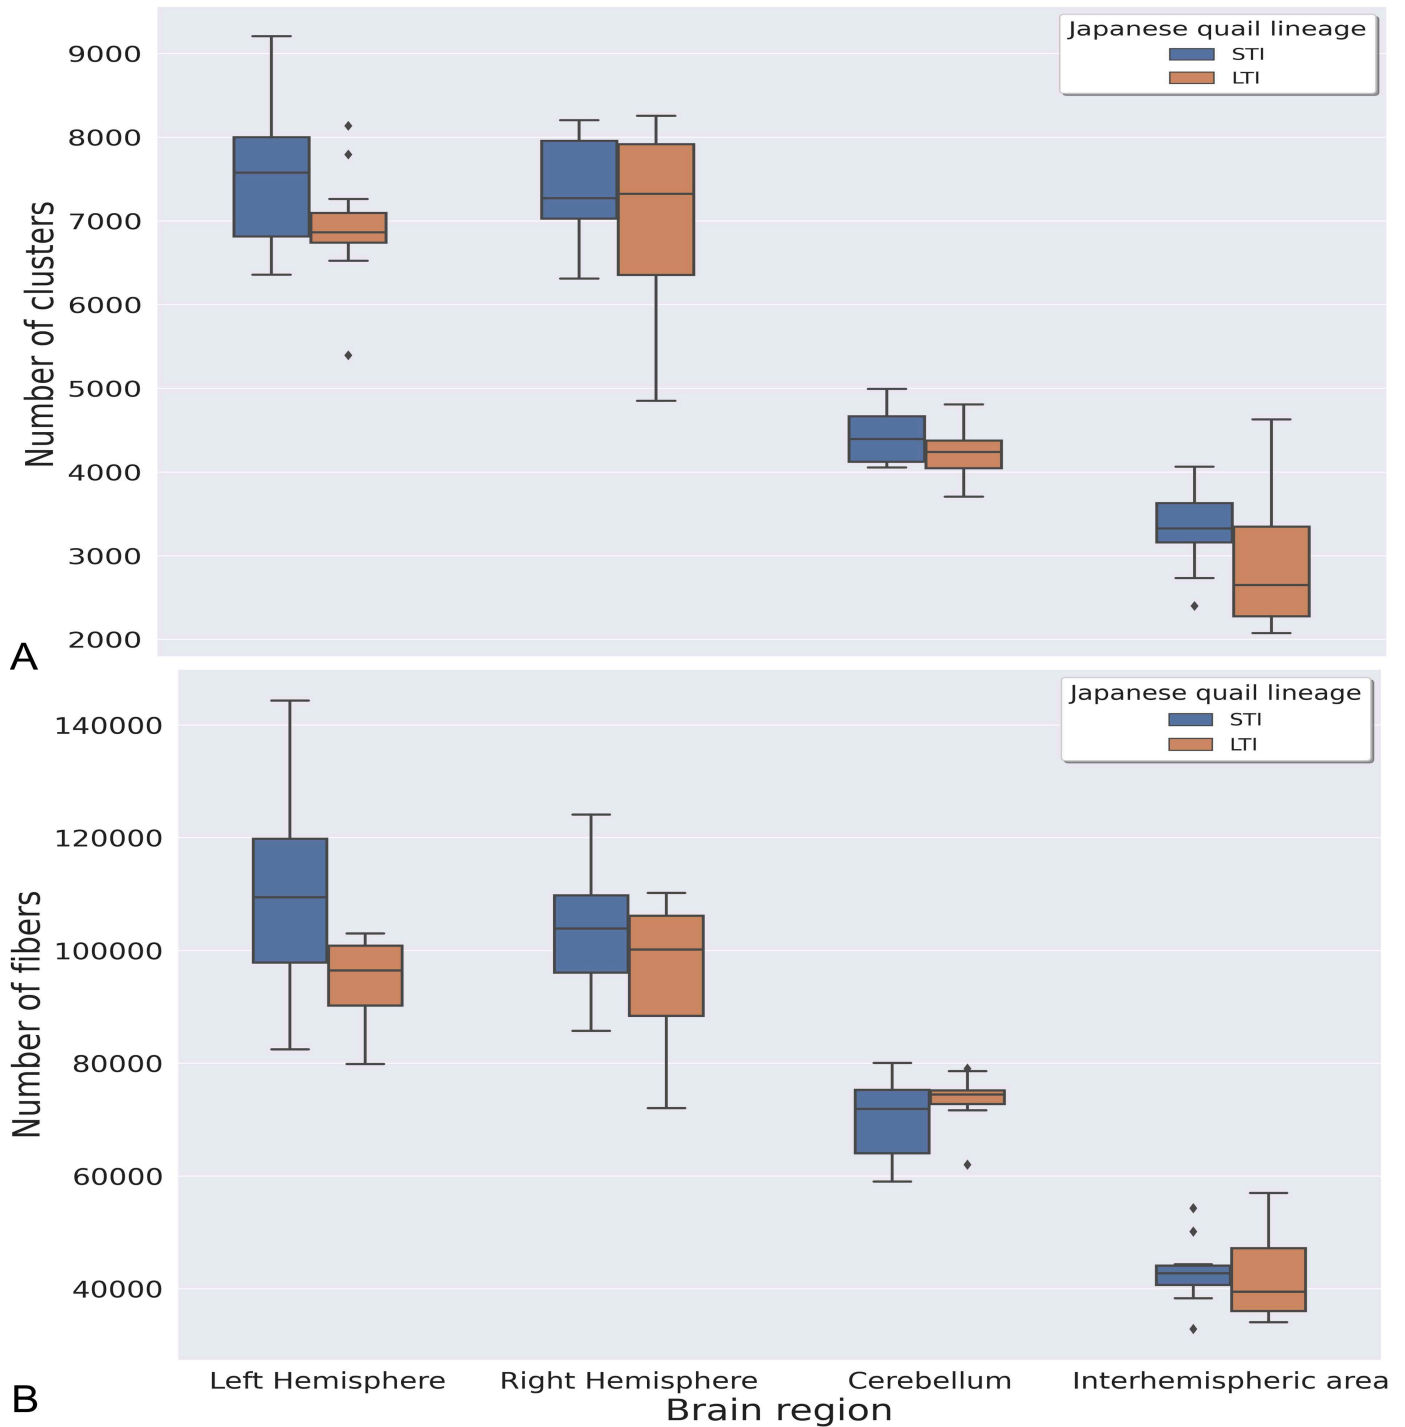 Japanese quail lineage
STI
LTI
9000
8000
7000
6000
5000
4000
3000
2000
Number of clusters
A
Japanese quail lineage
STI
LTI
140000
120000
100000
80000
60000
40000
Number of fibers
Left Hemisphere Right Hemisphere Cerebellum Interhemispheric area
B
Brain region